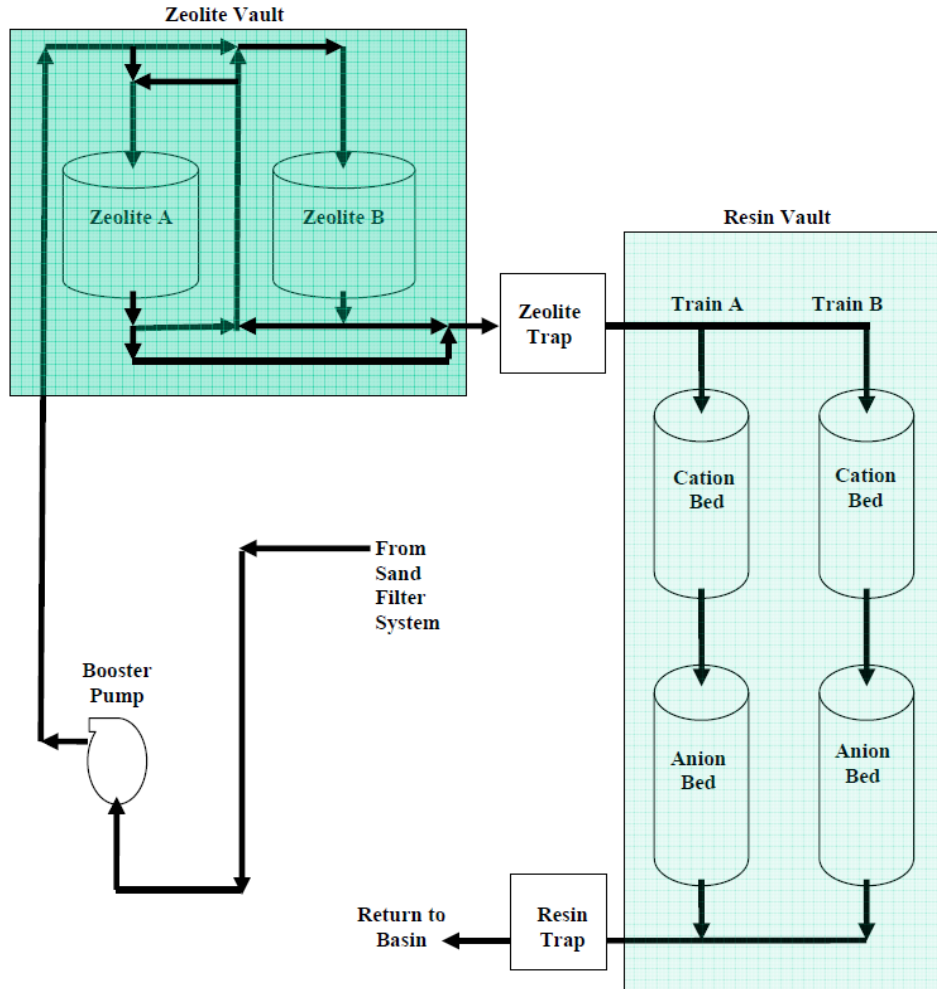 Zeolite Vault
Zeolite A
Zeolite B
Resin Vault
Zeolite
Trap
Train A
Train B
Cation
Bed
Cation
Bed
From
Sand
Filter
System
Booster
Pump
Anion
Bed
Anion
Bed
Return to
Basin
Resin
Trap